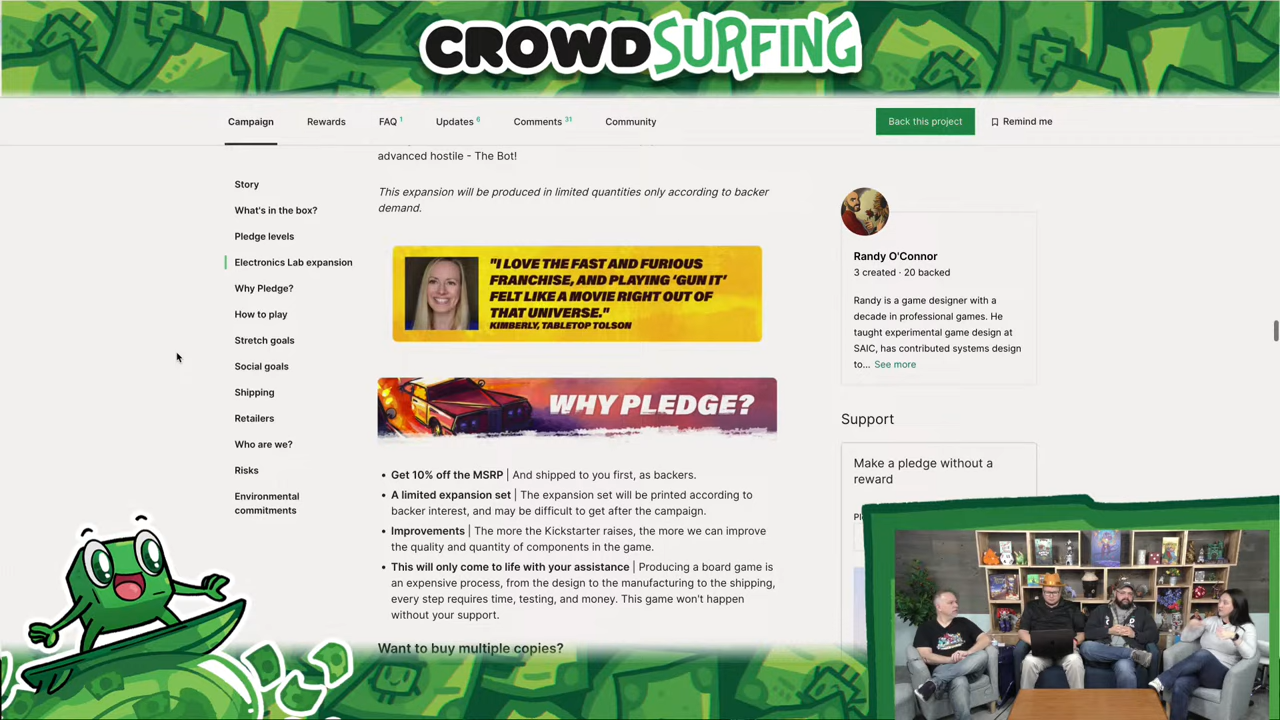 CROWDSURFING
Campaign
Rewards
FAQ 1
Updates 6
Comments 31
Community
Back this project
Remind me
Story
What's in the box?
Pledge levels
Electronics Lab expansion
Why Pledge?
How to play
Stretch goals
Social goals
Shipping
Retailers
Who are we?
Risks
Environmental
commitments
advanced hostile - The Bot!
This expansion will be produced in limited quantities only according to backer
demand.
"I LOVE THE FAST AND FURIOUS
FRANCHISE, AND PLAYING 'GUN IT'
FELT LIKE A MOVIE RIGHT OUT OF
THAT UNIVERSE."
KIMBERLY, TABLETOP TOLSON
WHY PLEDGE?
• Get 10% off the MSRP | And shipped to you first, as backers.
• A limited expansion set | The expansion set will be printed according to
backer interest, and may be difficult to get after the campaign.
• Improvements | The more the Kickstarter raises, the more we can improve
the quality and quantity of components in the game.
• This will only come to life with your assistance | Producing a board game is
an expensive process, from the design to the manufacturing to the shipping,
every step requires time, testing, and money. This game won't happen
without your support.
Want to buy multiple copies?
Randy O'Connor
3 created · 20 backed
Randy is a game designer with a
decade in professional games. He
taught experimental game design at
SAIC, has contributed systems design
to... See more
Support
Make a pledge without a
reward